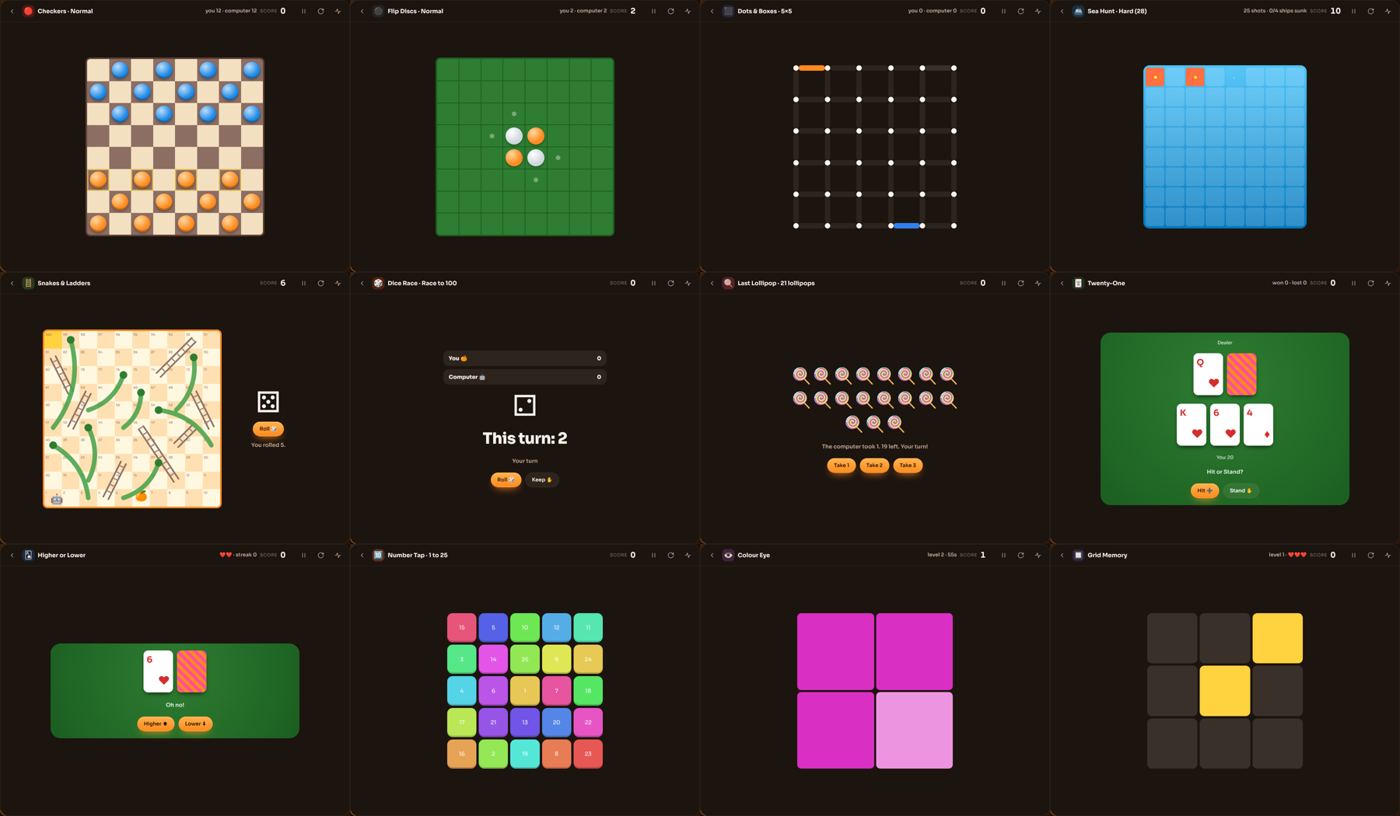 Checkers · Normal
you 12 · computer 12 SCORE 0
Flip Discs · Normal
you 2 · computer 2 SCORE 2
Dots & Boxes · 5×5
you 0 · computer 0 SCORE 0
Sea Hunt · Hard (28)
25 shots · 0/4 ships sunk SCORE 10
Snakes & Ladders
SCORE 6
Roll
You rolled 5.
Dice Race · Race to 100
SCORE 0
You 0
Computer 0
This turn: 2
Your turn
Roll Keep
Last Lollipop · 21 lollipops
SCORE 0
The computer took 1. 19 left. Your turn!
Take 1 Take 2 Take 3
Twenty-One
won 0 · lost 0 SCORE 0
Dealer
Q
K 6 4
You 20
Hit or Stand?
Hit Stand
Higher or Lower
streak 0 SCORE 0
6
Oh no!
Higher Lower
Number Tap · 1 to 25
SCORE 0
15 5 10 12 11
3 14 25 9 24
4 6 1 7 18
17 21 13 20 22
16 2 19 8 23
Colour Eye
level 2 · 55s SCORE 1
Grid Memory
level 1 · SCORE 0